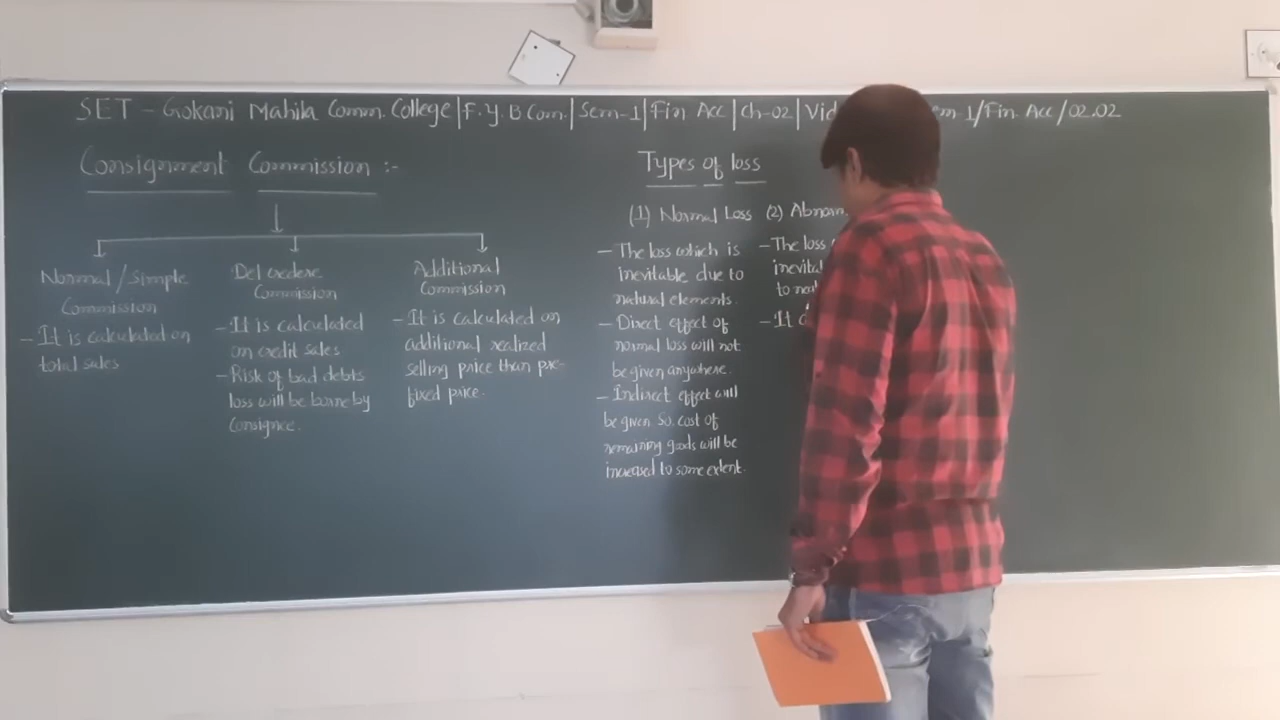 SET - Gokani Mahila Comm. College | F.Y. B Com. | Sem-1 | Fin Acc | Ch-02 | Vid m-1 / Fin. Acc / 02.02
Consignment Commission :-
Normal / Simple
Commission
- It is calculated on
total sales
Del credere
Commission
- It is calculated
on credit sales
- Risk of bad debts
loss will be borne by
Consignee.
Additional
Commission
- It is calculated on
additional realized
selling price than pre-
fixed price.
Types of loss
(1) Normal Loss (2) Abnorm
- The loss which is
inevitable due to
natural elements.
- Direct effect of
normal loss will not
be given anywhere.
- Indirect effect will
be given. So, cost of
remaining goods will be
increased to some extent.
- The loss
inevital
to nat
- It